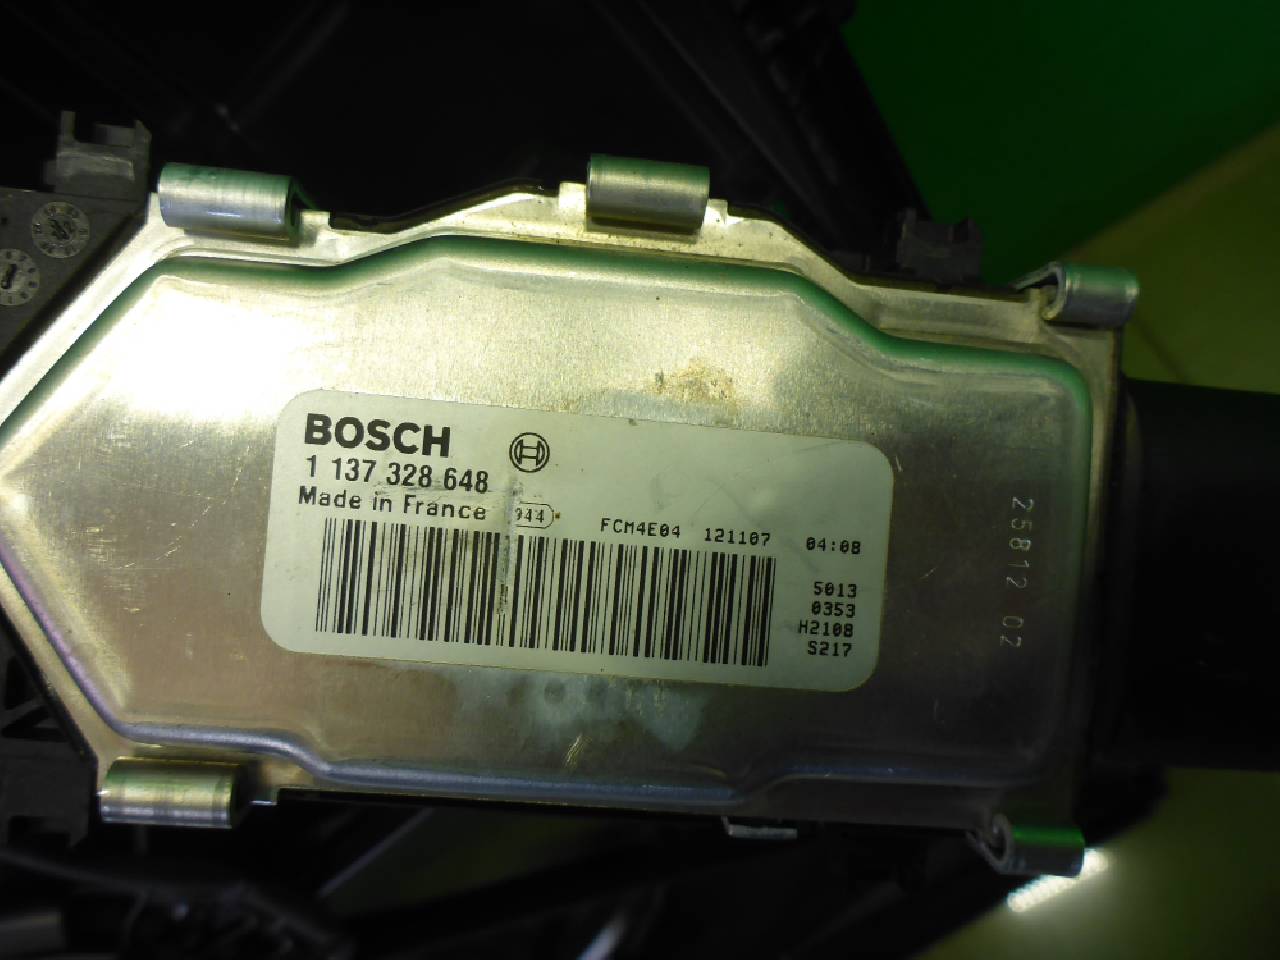 BOSCH
1 137 328 648
Made in France
944
FCM4E04 121107 04:08
5013
0353
H2108
S217
25812 02